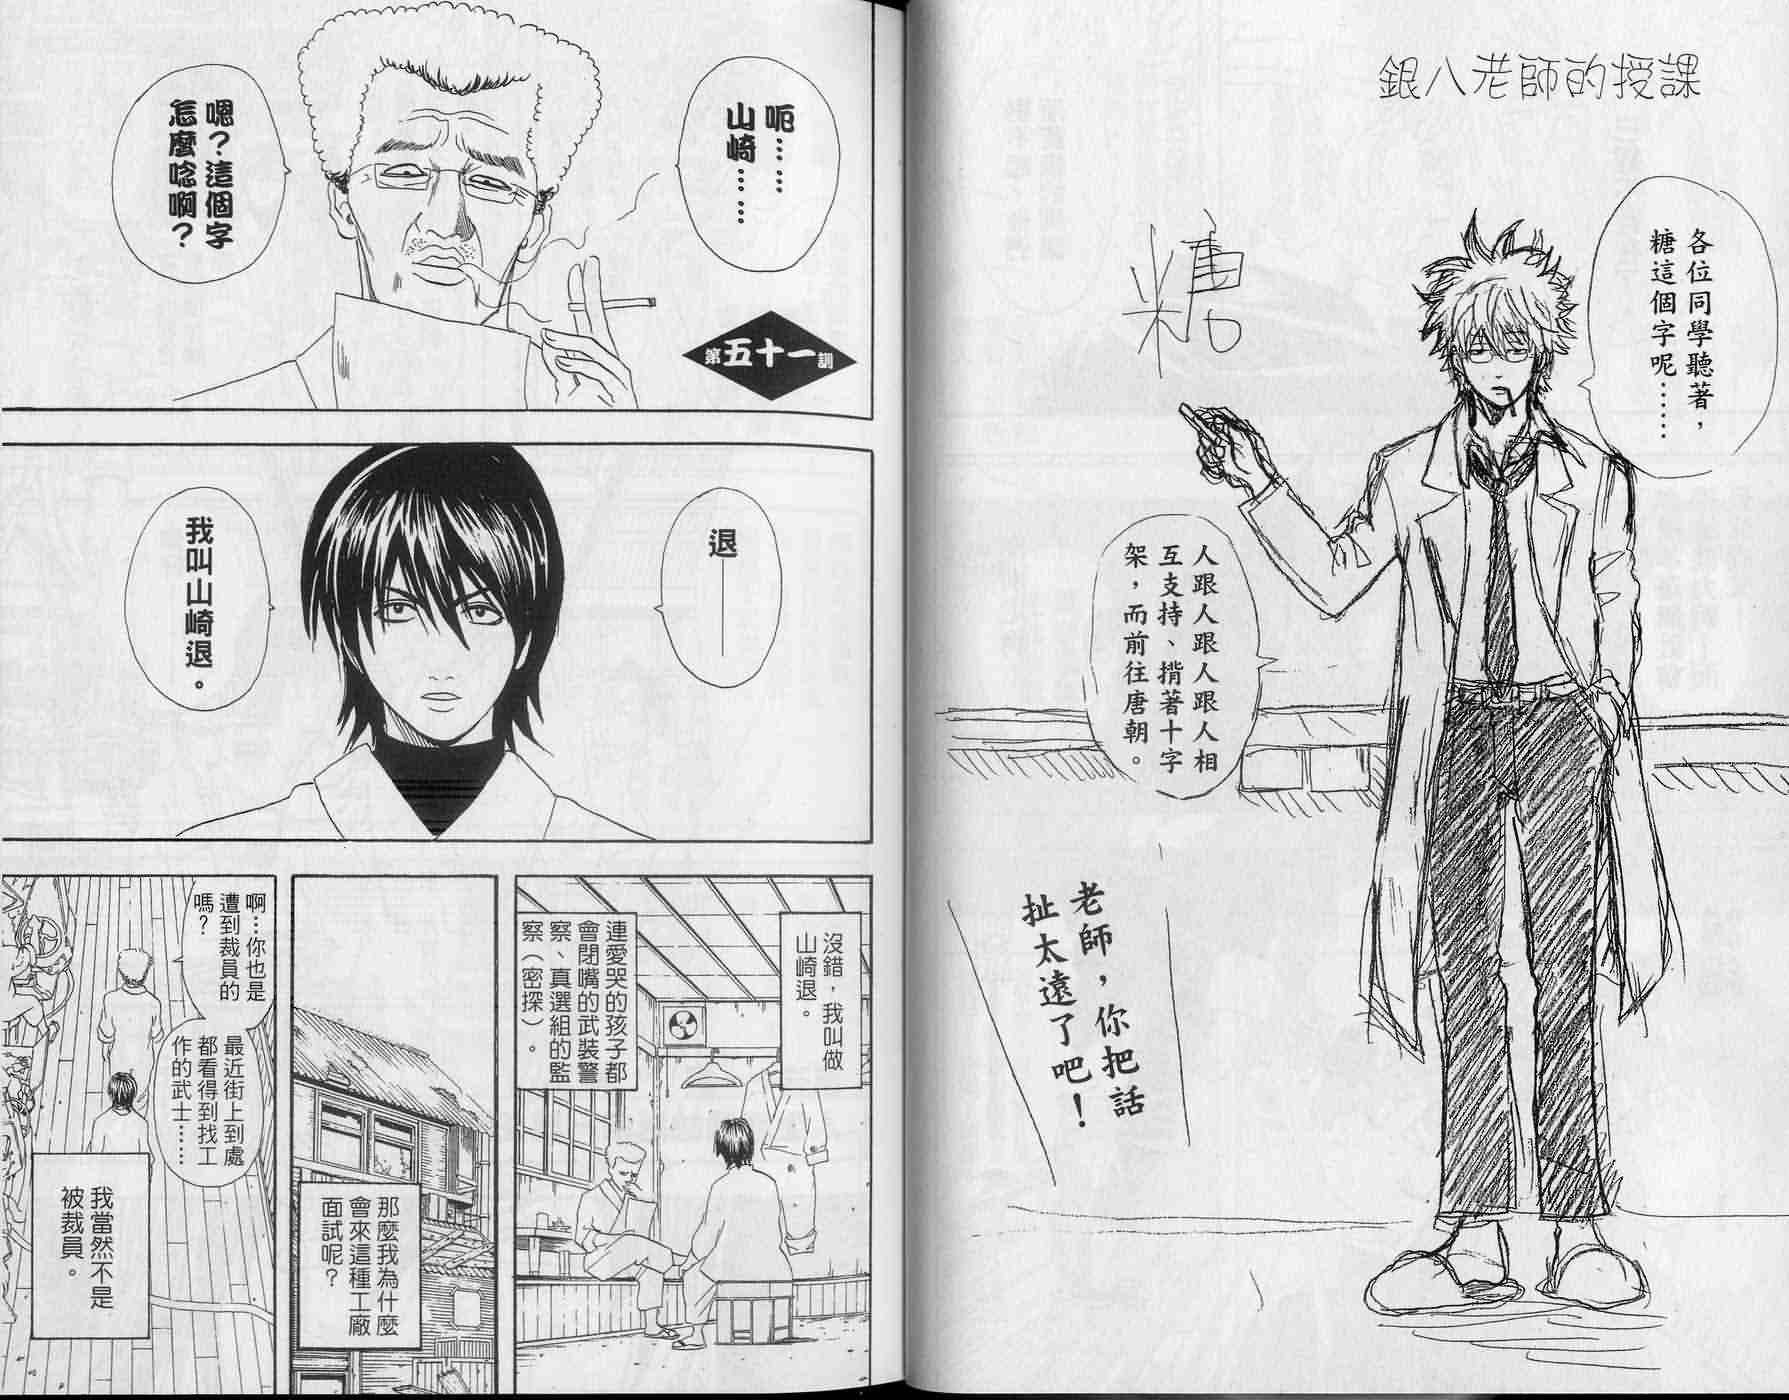 銀八老師的授課
各位同學聽著，
糖這個字呢……
糖
人跟人跟人跟人相
互支持、揹著十字
架，而前往唐朝。
老師，你把話
扯太遠了吧！
呃……
山崎……
嗯？這個字
怎麼唸啊？
第五十一訓
退——
我叫山崎退。
沒錯，我叫做
山崎退。
連愛哭的孩子都
會閉嘴的武裝警
察、真選組的監
察（密探）。
那麼我為什麼
會來這種工廠
面試呢？
啊…你也是
遭到裁員的
嗎？
最近街上到處
都看得到找工
作的武士……
我當然不是
被裁員。